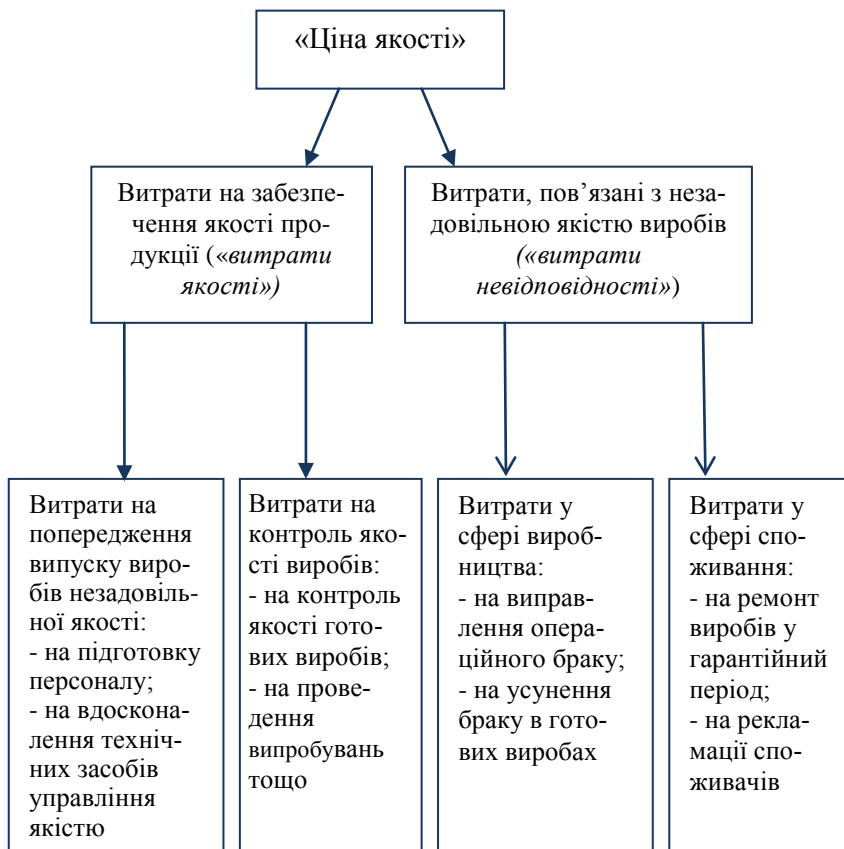 «Ціна якості»
Витрати на забезпе-
чення якості про-
дукції («витрати
якості»)
Витрати, пов’язані з неза-
довільною якістю виробів
(«витрати
невідповідності»)
Витрати на
попередження
випуску виро-
бів незадовіль-
ної якості:
- на підготовку
персоналу;
- на вдоскона-
лення техніч-
них засобів
управління
якістю
Витрати на
контроль яко-
сті виробів:
- на контроль
якості гото-
вих виробів;
- на прове-
дення
випробувань
тощо
Витрати у
сфері вироб-
ництва:
- на виправ-
лення опера-
ційного браку;
- на усунення
браку в гото-
вих виробах
Витрати у
сфері спо-
живання:
- на ремонт
виробів у
гарантійний
період;
- на рекла-
мації спо-
живачів